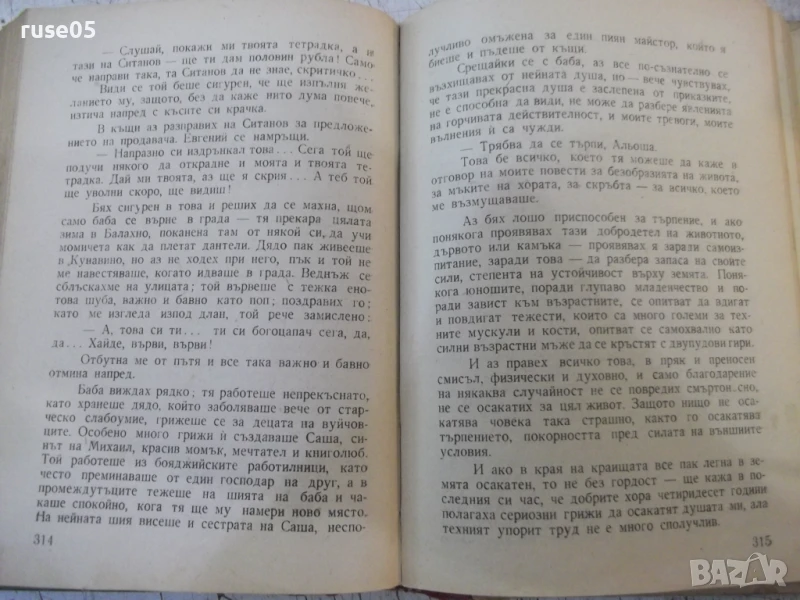 ruse05
— Слушай, покажи ми твоята тетрадка, а и
тази на Ситанов — ще ти дам половин рубла! Само-
че направи така, та Ситанов да не знае, скритичко...
Видя се той беше сигурен, че ще изпълня же-
ланието му, защото, без да каже нито дума повече,
изтича напред с късите си крачка.
В къщи аз разправих на Ситанов за предложе-
нието на продавача. Евгений се намръщи.
— Напразно си издрънкал това... Сега той ще
подучи някого да открадне и моята и твоята те-
традка. Дай ми твоята, аз ще я скрия... А теб той
ще уволни скоро, ще видиш!
Бях сигурен в това и реших да се махна, щом
само баба се върне в града — тя прекара цялата
зима в Балахно, поканена там от някой си, да учи
момичета как да плетат дантели. Дядо пак живееше
в Кунавино, но аз не ходех при него, пък и той не
ме навестяваше, когато идваше в града. Веднъж се
сблъскахме на улицата; той вървеше с тежка ено-
това шуба, важно и бавно като поп; поздравих го;
като ме изгледа изпод длан, той рече замислено:
— А, това си ти... ти си богоцапач сега, да,
да... Хайде, върви, върви!
Отбутна ме от пътя и все така важно и бавно
отмина напред.
Баба виждах рядко; тя работеше непрекъснато,
като хранеше дядо, който заболяваше вече от стар-
ческо слабоумие, грижеше се за децата на вуйчов-
ците. Особено много грижи ѝ създаваше Саша, си-
нът на Михаил, красив момък, мечтател и книголюб.
Той работеше из бояджийските работилници, като
често преминаваше от един господар на друг, а в
промеждутъците тежеше на шията на баба и ча-
каше спокойно, кога тя ще му намери ново място.
На нейната шия висеше и сестрата на Саша, неспо-
314
лучливо омъжена за един пиян майстор, който я
биеше и пъдеше от къщи.
Срещайки се с баба, аз все по-съзнателно се
възхищавах от нейната душа, но — вече чувствувах,
че тази прекрасна душа е заслепена от приказките,
не е способна да види, не може да разбере явленията
на горчивата действителност, и моите тревоги, моите
вълнения ѝ са чужди.
— Трябва да се търпи, Альоша.
Това бе всичко, което тя можеше да каже в
отговор на моите повести за безобразията на живота,
за мъките на хората, за скръбта — за всичко, което
ме възмущаваше.
Аз бях лошо приспособен за търпение, и ако
понякога проявявах тази добродетел на животното,
дървото или камъка — проявявах я заради самоиз-
питание, заради това — да разбера запаса на своите
сили, степента на устойчивост върху земята. Поня-
кога юношите, поради глупаво младенчество и по-
ради завист към възрастните, се опитват да вдигат
и повдигат тежести, които са много големи за тех-
ните мускули и кости, опитват се самохвално като
силни възрастни мъже да се кръстят с двупудови гири.
И аз правех всичко това, в пряк и преносен
смисъл, физически и духовно, и само благодарение
на някаква случайност не се повредих смъртоносно,
не се осакатих за цял живот. Защото нищо не оса-
катява човека така страшно, както го осакатява
търпението, покорността пред силата на външните
условия.
И ако в края на краищата все пак легна в зе-
мята осакатен, то не без гордост — ще кажа в по-
следния си час, че добрите хора четиридесет години
полагаха сериозни грижи да осакатят душата ми, ала
техният упорит труд не е много сполучлив.
315
BAZAR